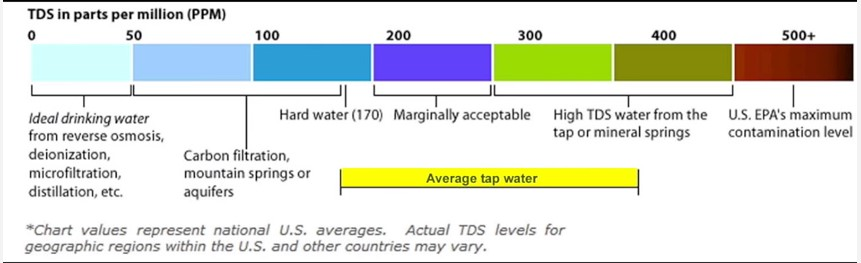 TDS in parts per million (PPM)
0 50 100 200 300 400 500+
Ideal drinking water
from reverse osmosis,
deionization,
microfiltration,
distillation, etc.
Carbon filtration,
mountain springs or
aquifers
Hard water (170)
Marginally acceptable
High TDS water from the
tap or mineral springs
U.S. EPA's maximum
contamination level
Average tap water
*Chart values represent national U.S. averages. Actual TDS levels for
geographic regions within the U.S. and other countries may vary.